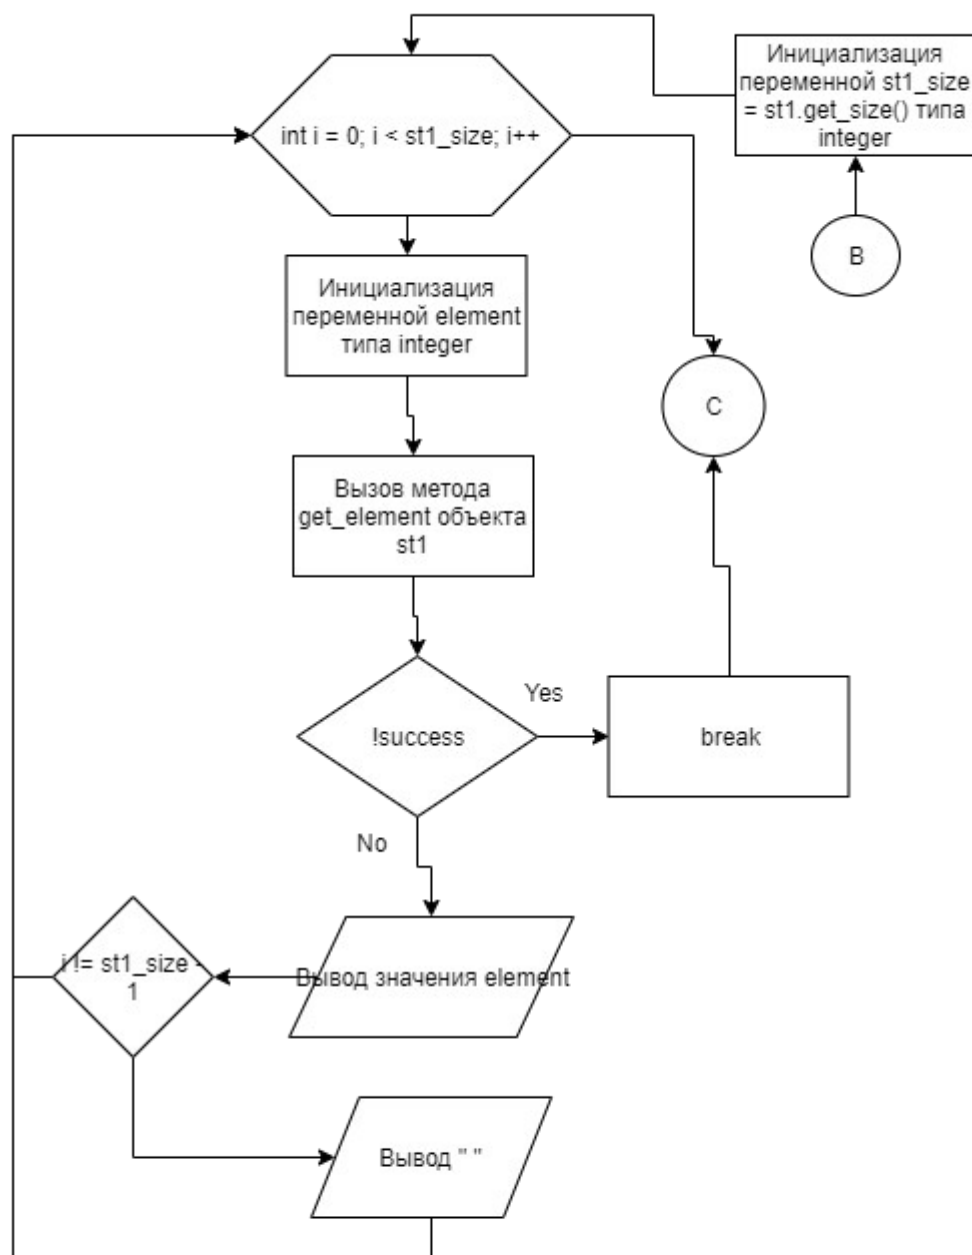 Инициализация
переменной st1_size
= st1.get_size() типа
integer
int i = 0; i < st1_size; i++
B
Инициализация
переменной element
типа integer
C
Вызов метода
get_element объекта
st1
Yes
!success
break
No
i != st1_size -
1
Вывод значения element
Вывод " "